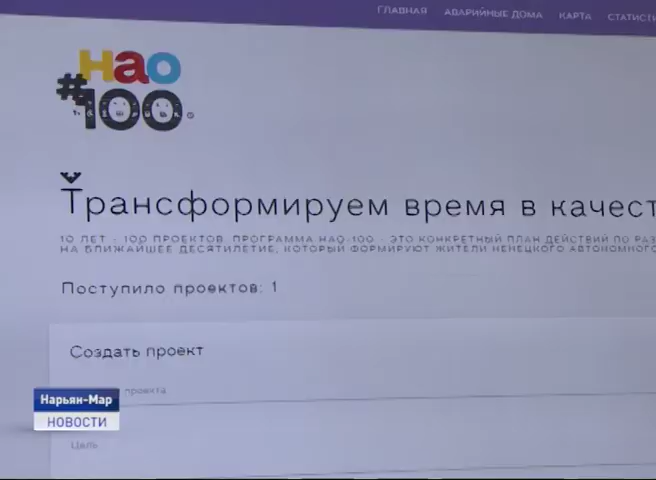 ГЛАВНАЯ АВАРИЙНЫЕ ДОМА КАРТА СТАТИСТИ
нао
#100
Трансформируем время в качест
10 ЛЕТ - 100 ПРОЕКТОВ. ПРОГРАММА НАО-100 - ЭТО КОНКРЕТНЫЙ ПЛАН ДЕЙСТВИЙ ПО РАЗ
НА БЛИЖАЙШЕЕ ДЕСЯТИЛЕТИЕ, КОТОРЫЙ ФОРМИРУЮТ ЖИТЕЛИ НЕНЕЦКОГО АВТОНОМНОГО
Поступило проектов: 1
Создать проект
проекта
Нарьян-Мар
НОВОСТИ
Цель